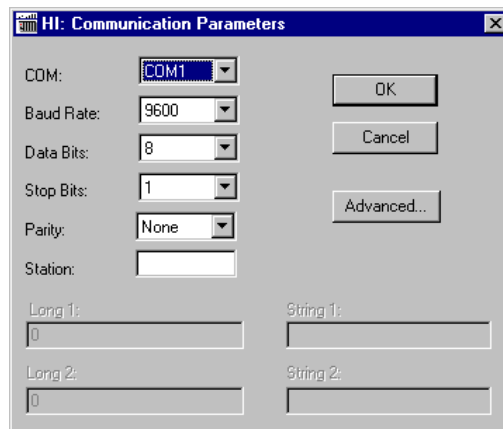 HI: Communication Parameters
COM: COM1
OK
Baud Rate: 9600
Cancel
Data Bits: 8
Stop Bits: 1
Advanced...
Parity: None
Station:
Long 1: String 1:
0
Long 2: String 2:
0